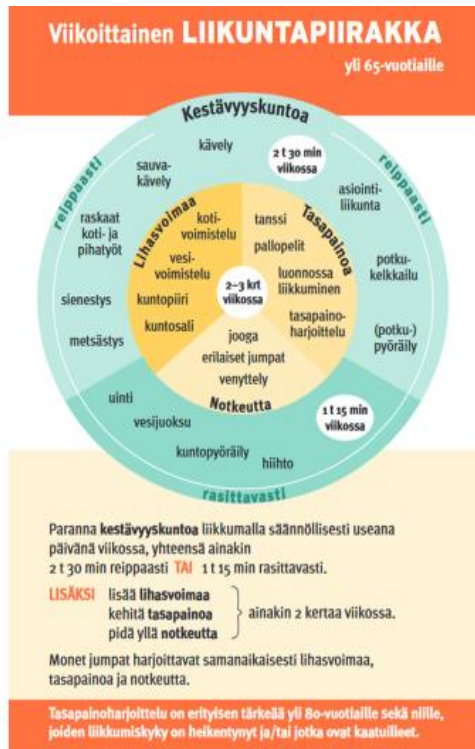 Viikoittainen LIIKUNTAPIIRAKKA
yli 65-vuotiaille
Kestävyyskuntoa
reippaasti
reippaasti
kävely
2 t 30 min
viikossa
sauva-
kävely
asiointi-
liikunta
raskaat
koti- ja
pihatyöt
potku-
kelkkailu
sienestys
metsästys
(potku-)
pyöräily
Lihasvoimaa
koti-
voimistelu
vesi-
voimistelu
kuntopiiri
kuntosali
Tasapainoa
tanssi
pallopelit
luonnossa
liikkuminen
tasapaino-
harjoittelu
2–3 krt
viikossa
jooga
erilaiset jumpat
venyttely
Notkeutta
uinti
vesijuoksu
kuntopyöräily
hiihto
1 t 15 min
viikossa
rasittavasti
Paranna kestävyyskuntoa liikkumalla säännöllisesti useana
päivänä viikossa, yhteensä ainakin
2 t 30 min reippaasti TAI 1 t 15 min rasittavasti.
LISÄKSI lisää lihasvoimaa
kehitä tasapainoa ainakin 2 kertaa viikossa.
pidä yllä notkeutta
Monet jumpat harjoittavat samanaikaisesti lihasvoimaa,
tasapainoa ja notkeutta.
Tasapainoharjoittelu on erityisen tärkeää yli 80-vuotiaille sekä niille,
joiden liikkumiskyky on heikentynyt ja/tai jotka ovat kaatuilleet.